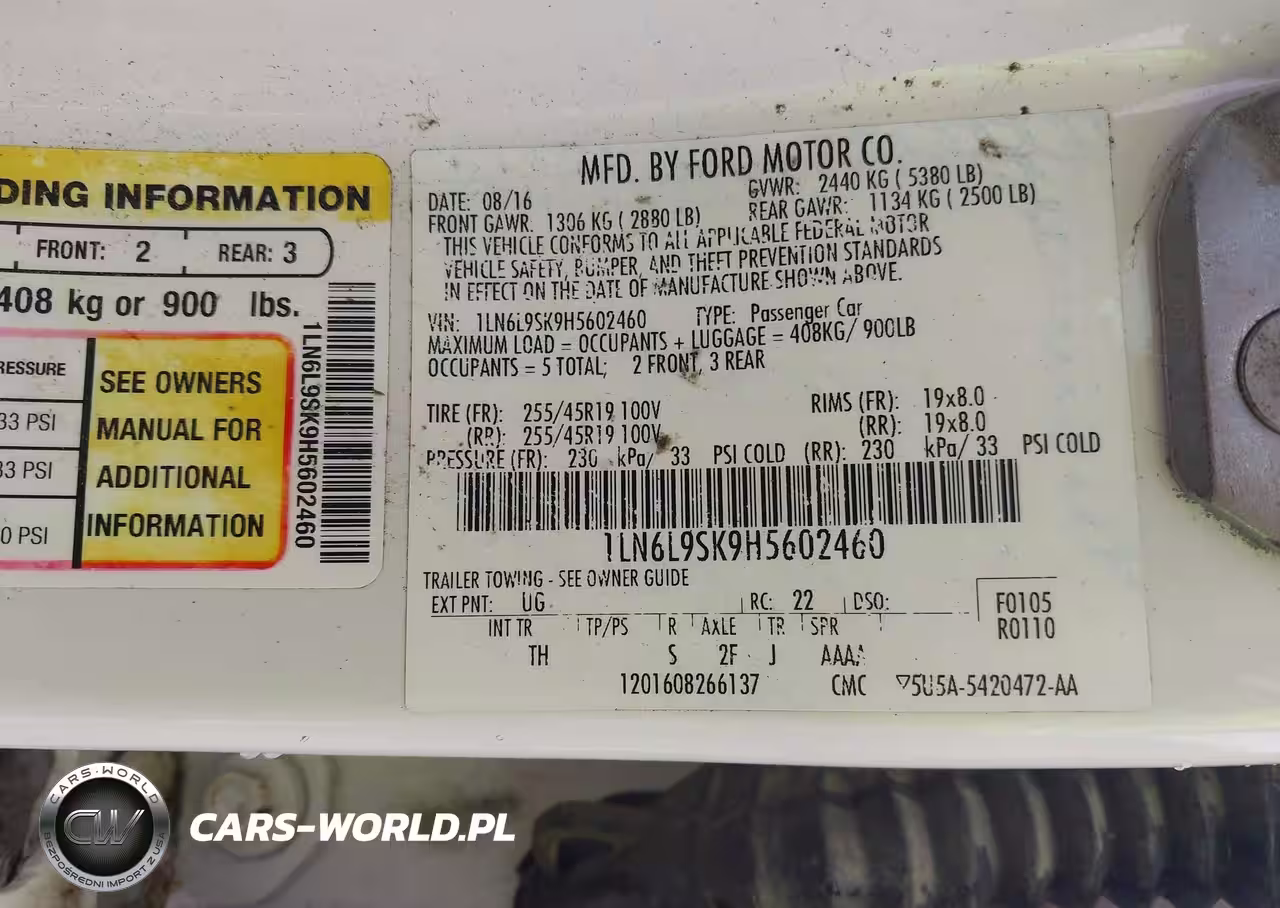 DING INFORMATION
FRONT: 2 REAR: 3
408 kg or 900 lbs.
RESSURE
33 PSI
33 PSI
0 PSI
SEE OWNERS
MANUAL FOR
ADDITIONAL
INFORMATION
1LN6L9SK9H5602460
MFD. BY FORD MOTOR CO.
DATE: 08/16 GVWR: 2440 KG ( 5380 LB)
FRONT GAWR: 1306 KG ( 2880 LB) REAR GAWR: 1134 KG ( 2500 LB)
THIS VEHICLE CONFORMS TO ALL APPLICABLE FEDERAL MOTOR
VEHICLE SAFETY, BUMPER, AND THEFT PREVENTION STANDARDS
IN EFFECT ON THE DATE OF MANUFACTURE SHOWN ABOVE.
VIN: 1LN6L9SK9H5602460 TYPE: Passenger Car
MAXIMUM LOAD = OCCUPANTS + LUGGAGE = 408KG/ 900LB
OCCUPANTS = 5 TOTAL; 2 FRONT, 3 REAR
TIRE (FR): 255/45R19 100V RIMS (FR): 19x8.0
(RR): 255/45R19 100V (RR): 19x8.0
PRESSURE (FR): 230 kPa/ 33 PSI COLD (RR): 230 kPa/ 33 PSI COLD
1LN6L9SK9H5602460
TRAILER TOWING - SEE OWNER GUIDE
EXT PNT: UG RC: 22 DSO: F0105
R0110
INT TR TP/PS R AXLE TR SPR
TH S 2F J AAAA
1201608266137 CMC ▽5U5A-5420472-AA
CARS-WORLD
CW
BEZPOŚREDNI IMPORT Z USA
CARS-WORLD.PL